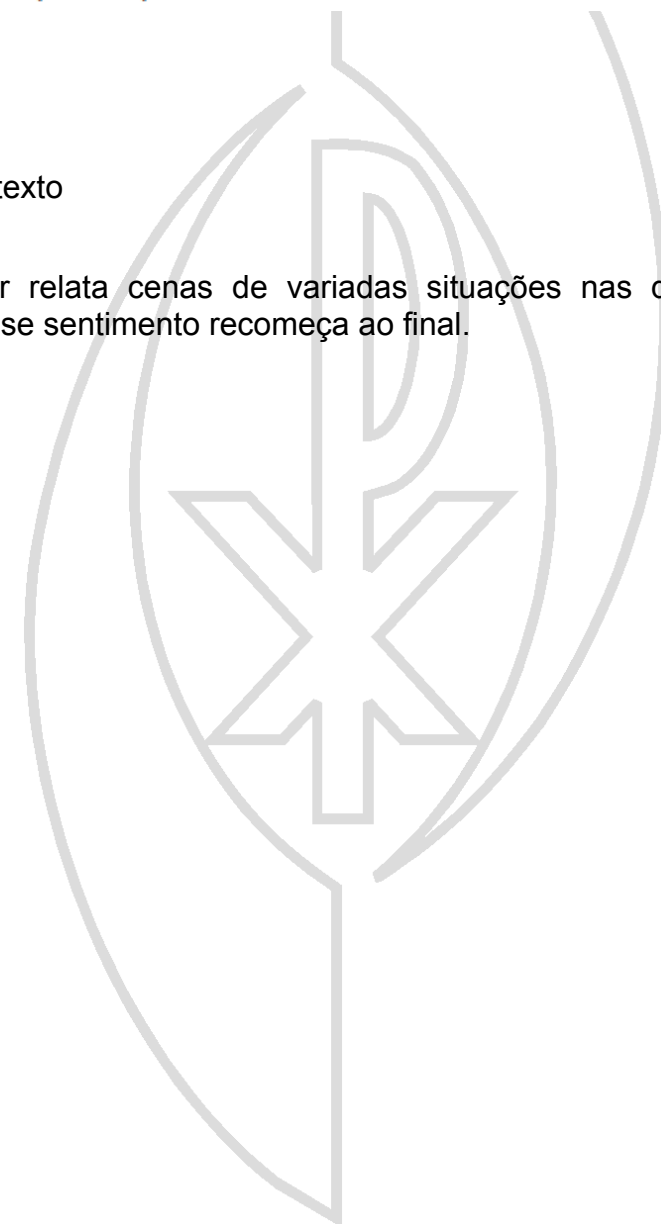 texto
r relata cenas de variadas situações nas
se sentimento recomeça ao final.